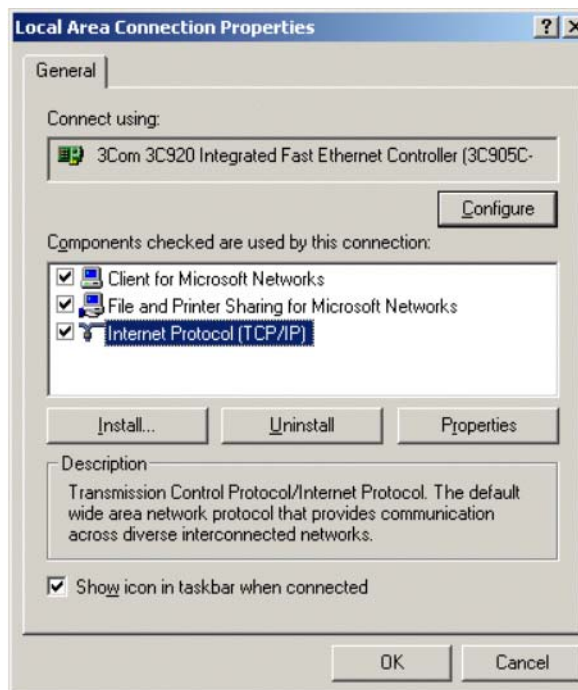 Local Area Connection Properties
General
Connect using:
3Com 3C920 Integrated Fast Ethernet Controller (3C905C-
Configure
Components checked are used by this connection:
Client for Microsoft Networks
File and Printer Sharing for Microsoft Networks
Internet Protocol (TCP/IP)
Install...
Uninstall
Properties
Description
Transmission Control Protocol/Internet Protocol. The default
wide area network protocol that provides communication
across diverse interconnected networks.
Show icon in taskbar when connected
OK
Cancel